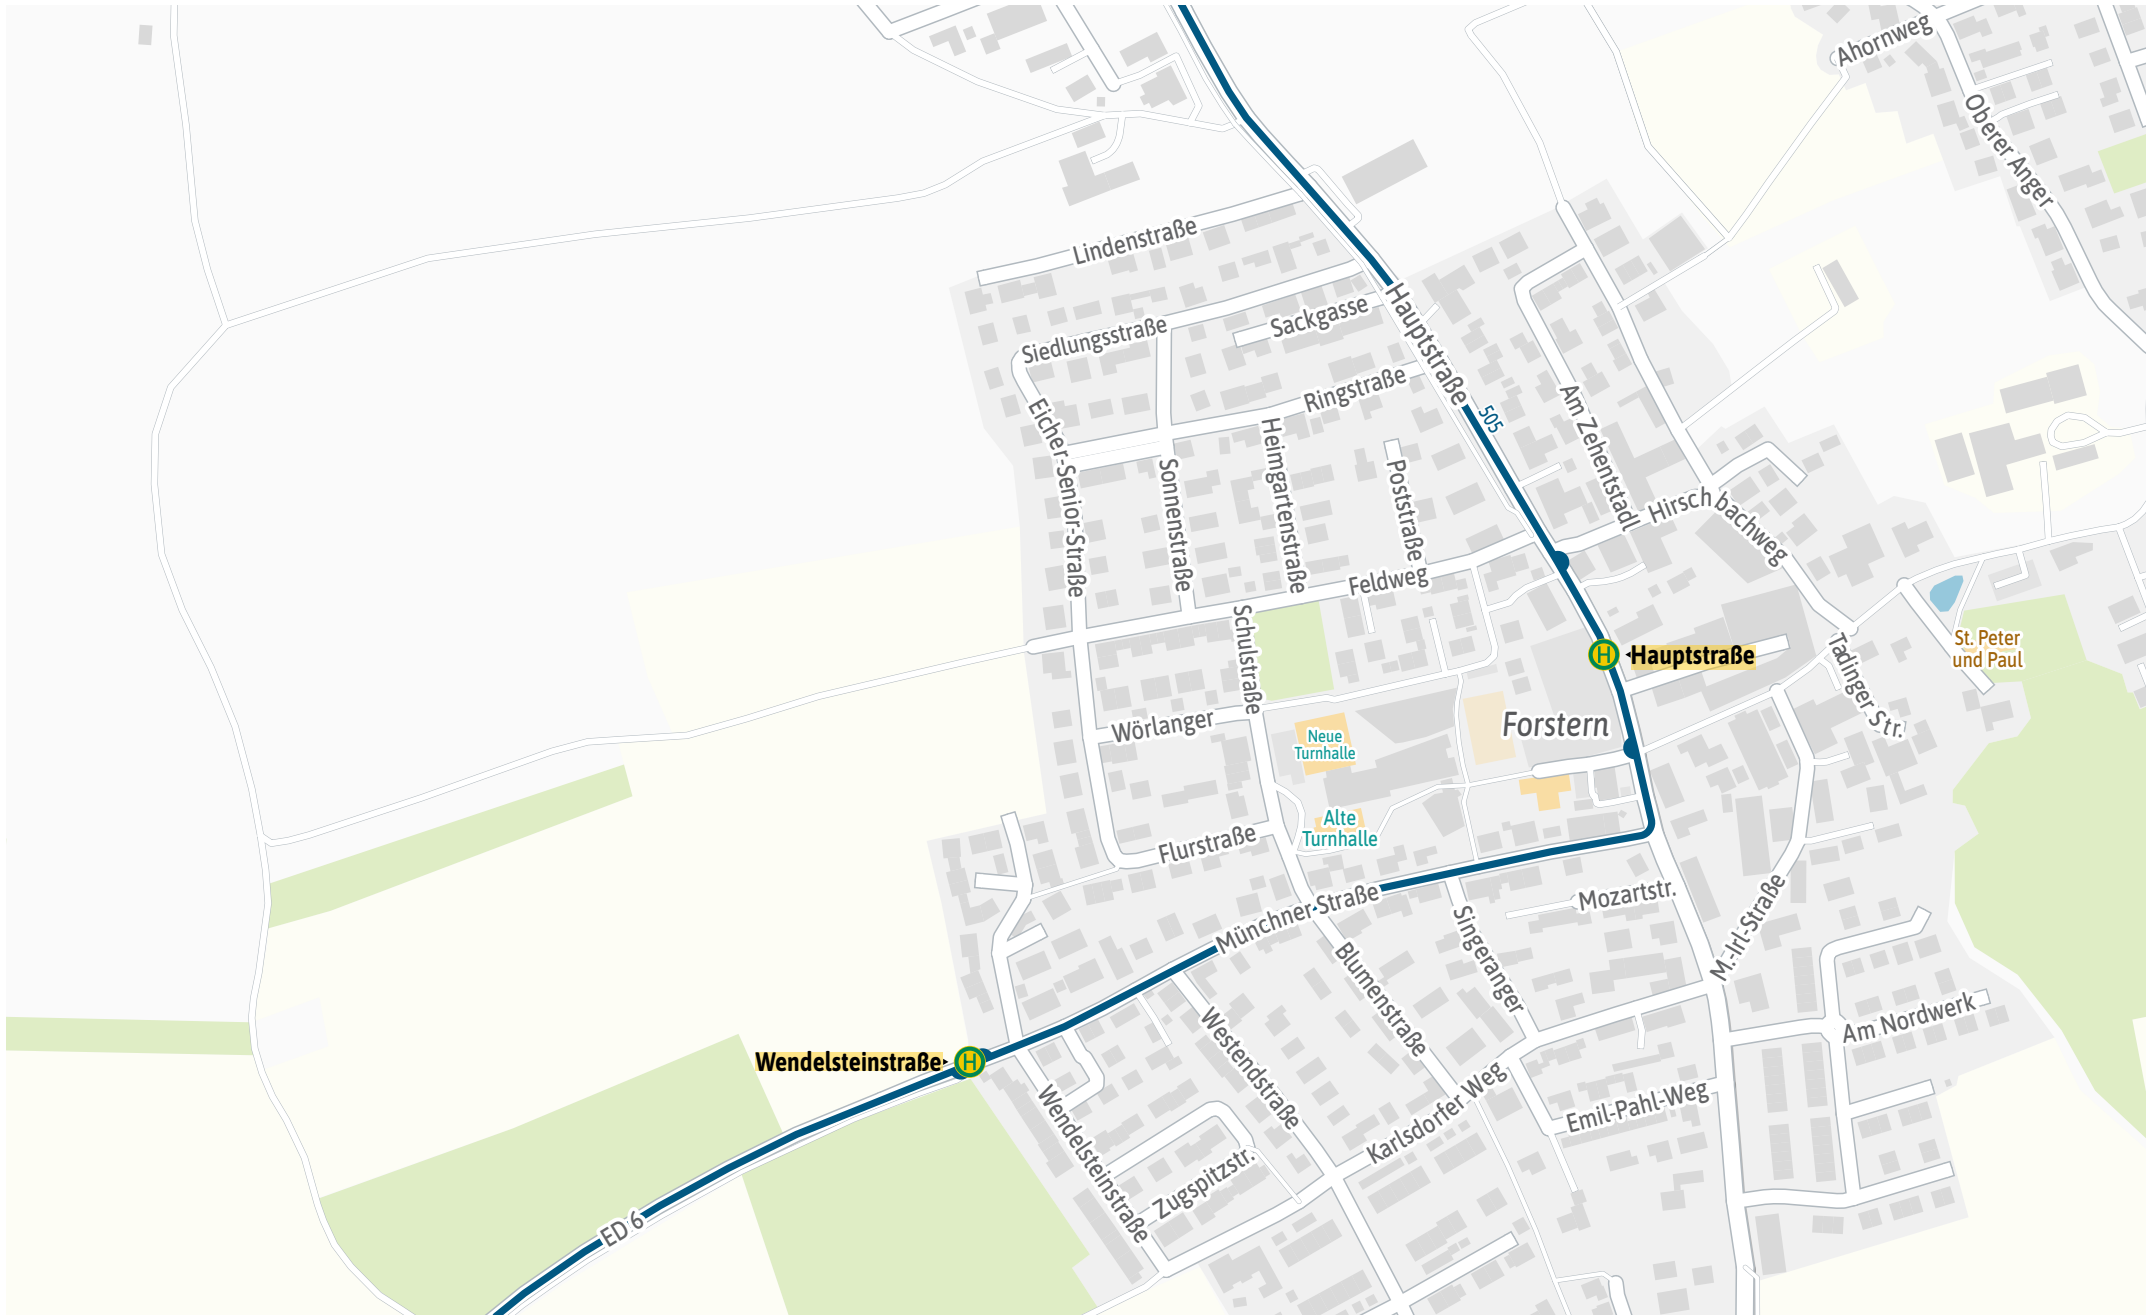 Ahornweg
Oberer Anger
Lindenstraße
Hauptstraße
Sackgasse
Siedlungsstraße
Ringstraße
505
Am Zehentstadl
Eicher-Senior-Straße
Heimgartenstraße
Sonnenstraße
Poststraße
Hirschbachweg
Feldweg
Schulstraße
St. Peter
und Paul
Hauptstraße
Tadinger Str.
Wörlanger
Forstern
Neue
Turnhalle
Alte
Turnhalle
Flurstraße
Mozartstr.
Münchner Straße
M.-Irl-Straße
Singeranger
Blumenstraße
Am Nordwerk
Westendstraße
Wendelsteinstraße
Karlsdorfer Weg
Emil-Pahl-Weg
Wendelsteinstraße
Zugspitzstr.
ED 6
H
H